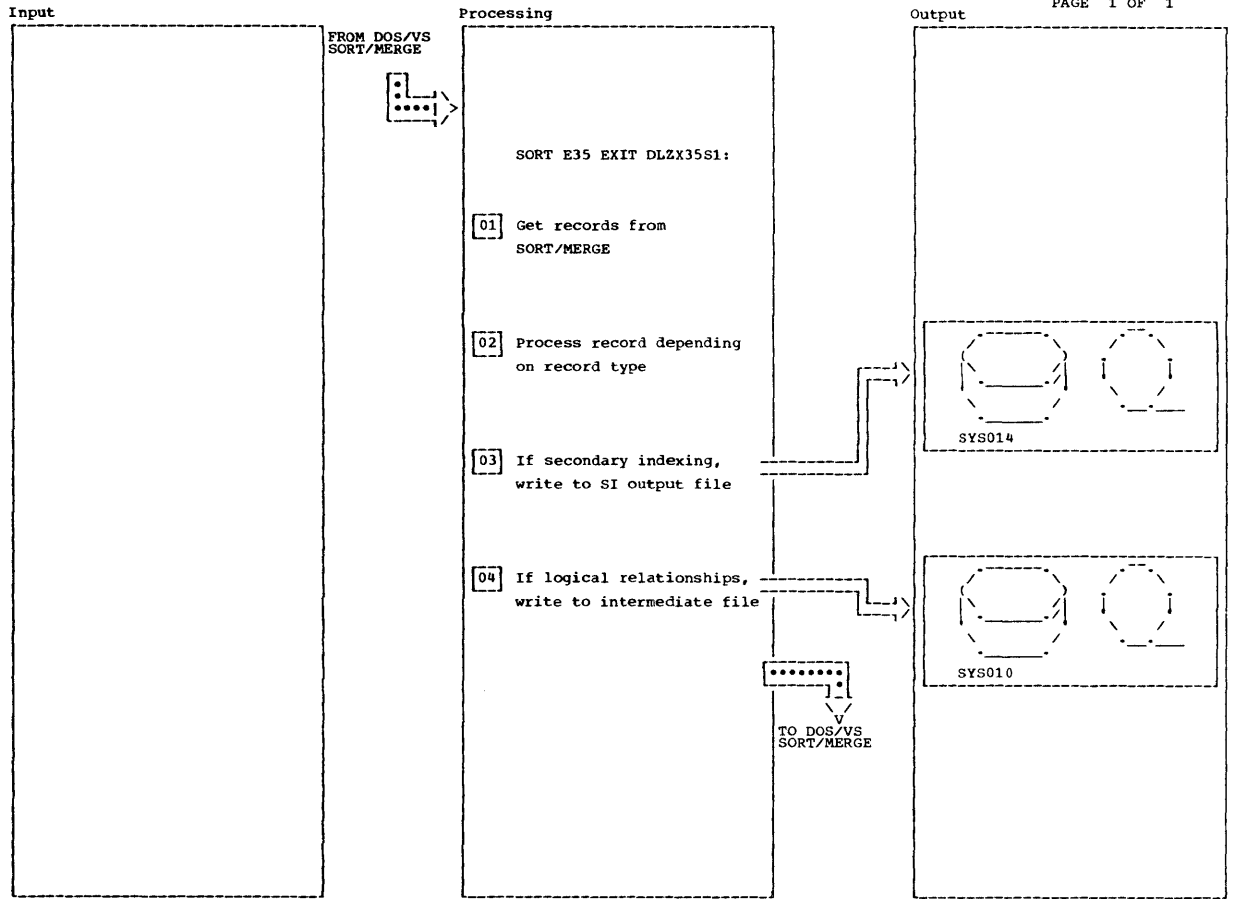 PAGE 1 OF 1
Input
Processing
Output
FROM DOS/VS
SORT/MERGE
SORT E35 EXIT DLZX35S1:
01 Get records from
SORT/MERGE
02 Process record depending
on record type
SYS014
03 If secondary indexing,
write to SI output file
04 If logical relationships,
write to intermediate file
SYS010
TO DOS/VS
SORT/MERGE